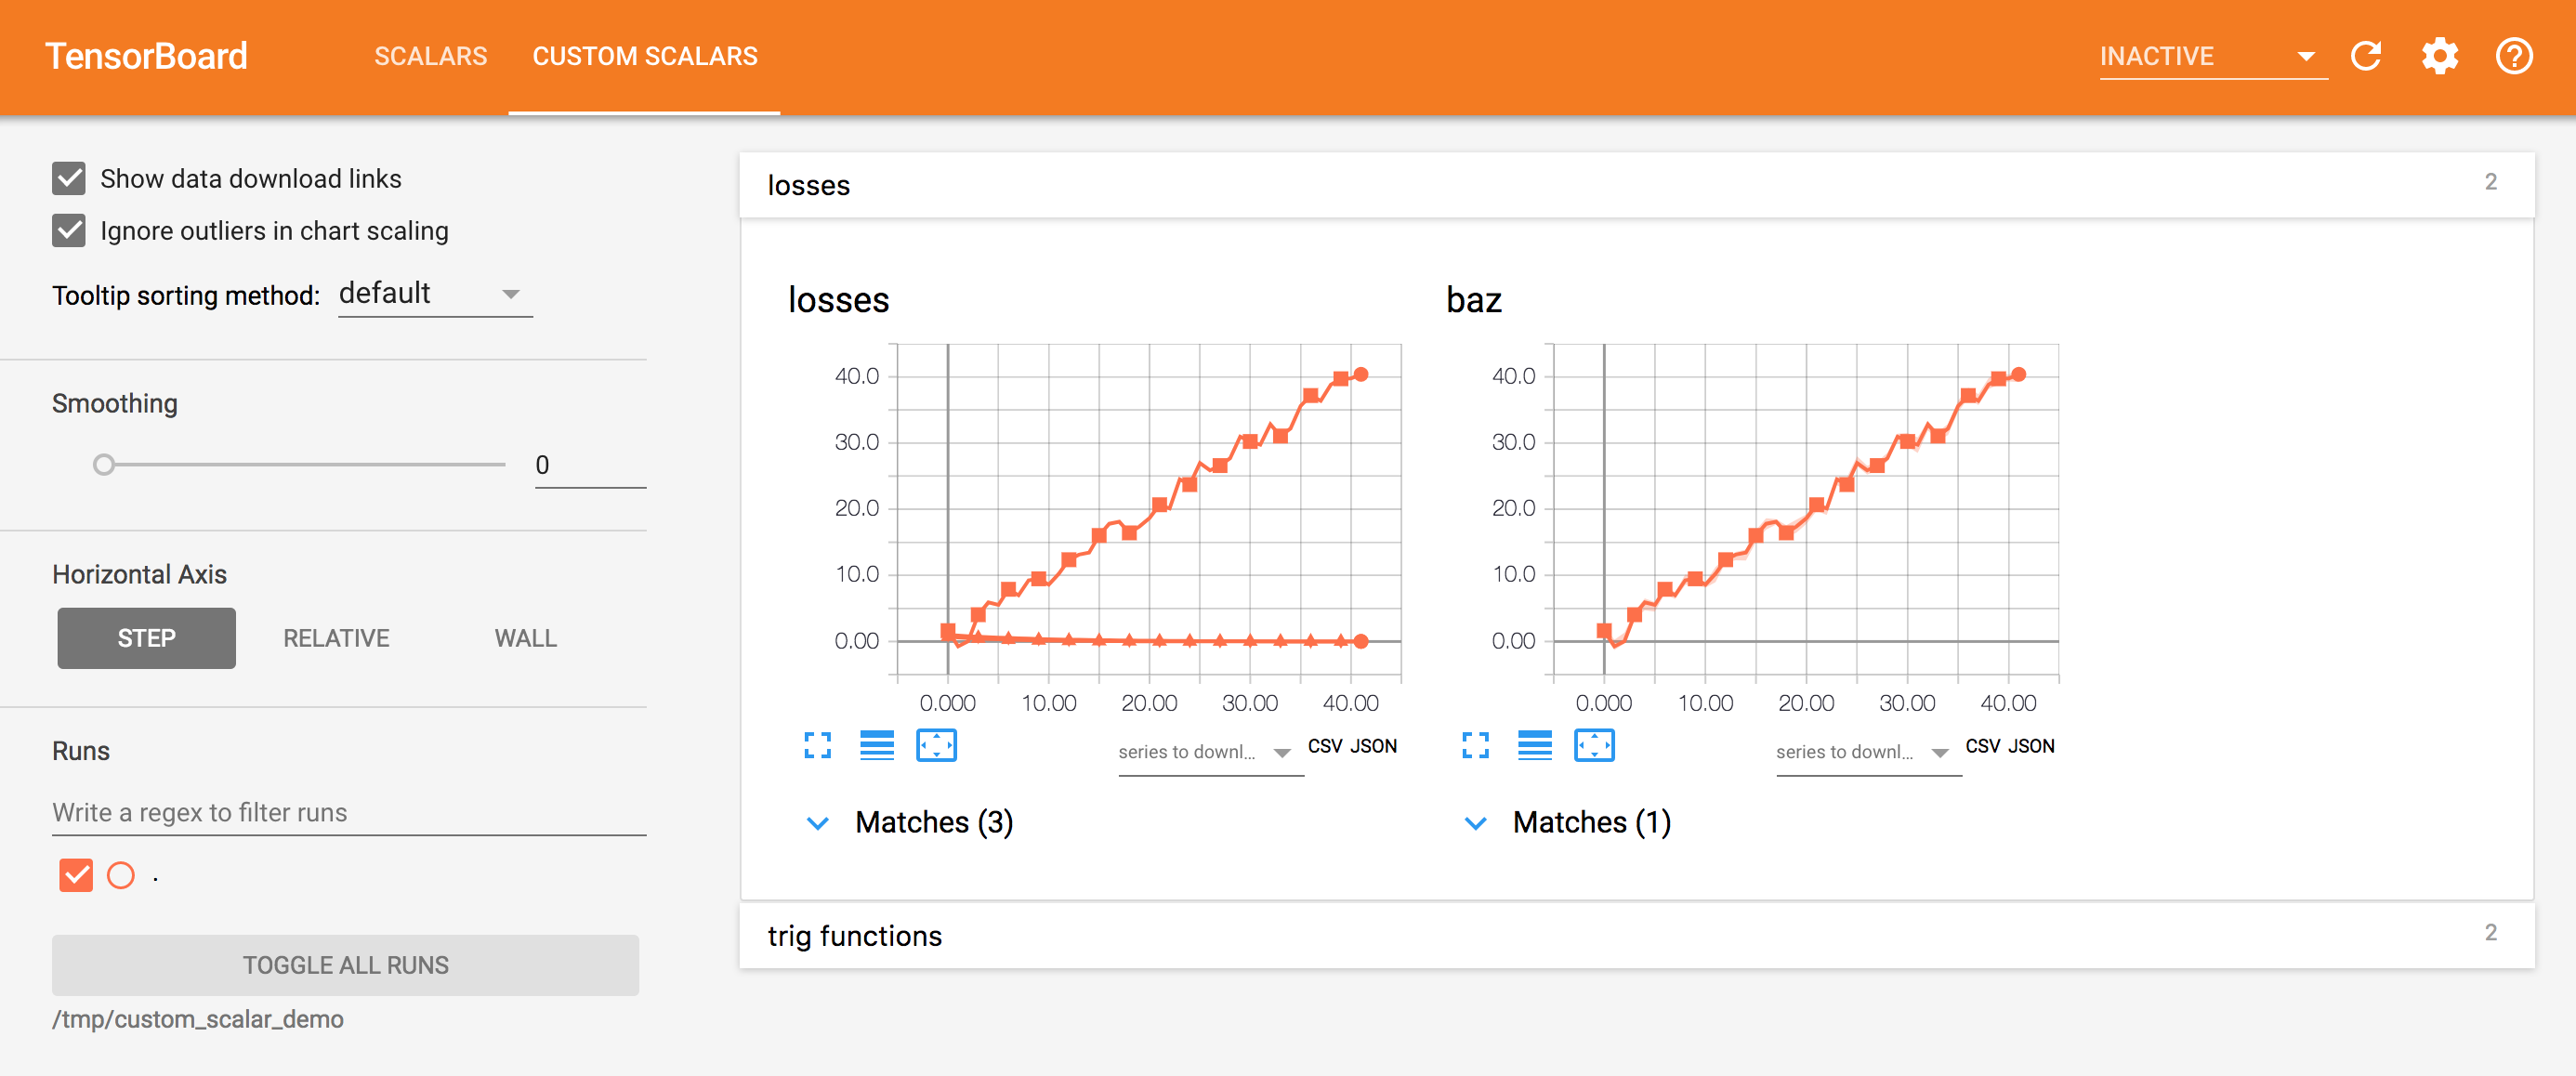 TensorBoard SCALARS CUSTOM SCALARS INACTIVE
Show data download links
Ignore outliers in chart scaling
Tooltip sorting method: default
Smoothing
0
Horizontal Axis
STEP RELATIVE WALL
Runs
Write a regex to filter runs
.
TOGGLE ALL RUNS
/tmp/custom_scalar_demo
losses 2
losses
40.0
30.0
20.0
10.0
0.00
0.000 10.00 20.00 30.00 40.00
series to downl... CSV JSON
Matches (3)
baz
40.0
30.0
20.0
10.0
0.00
0.000 10.00 20.00 30.00 40.00
series to downl... CSV JSON
Matches (1)
trig functions 2